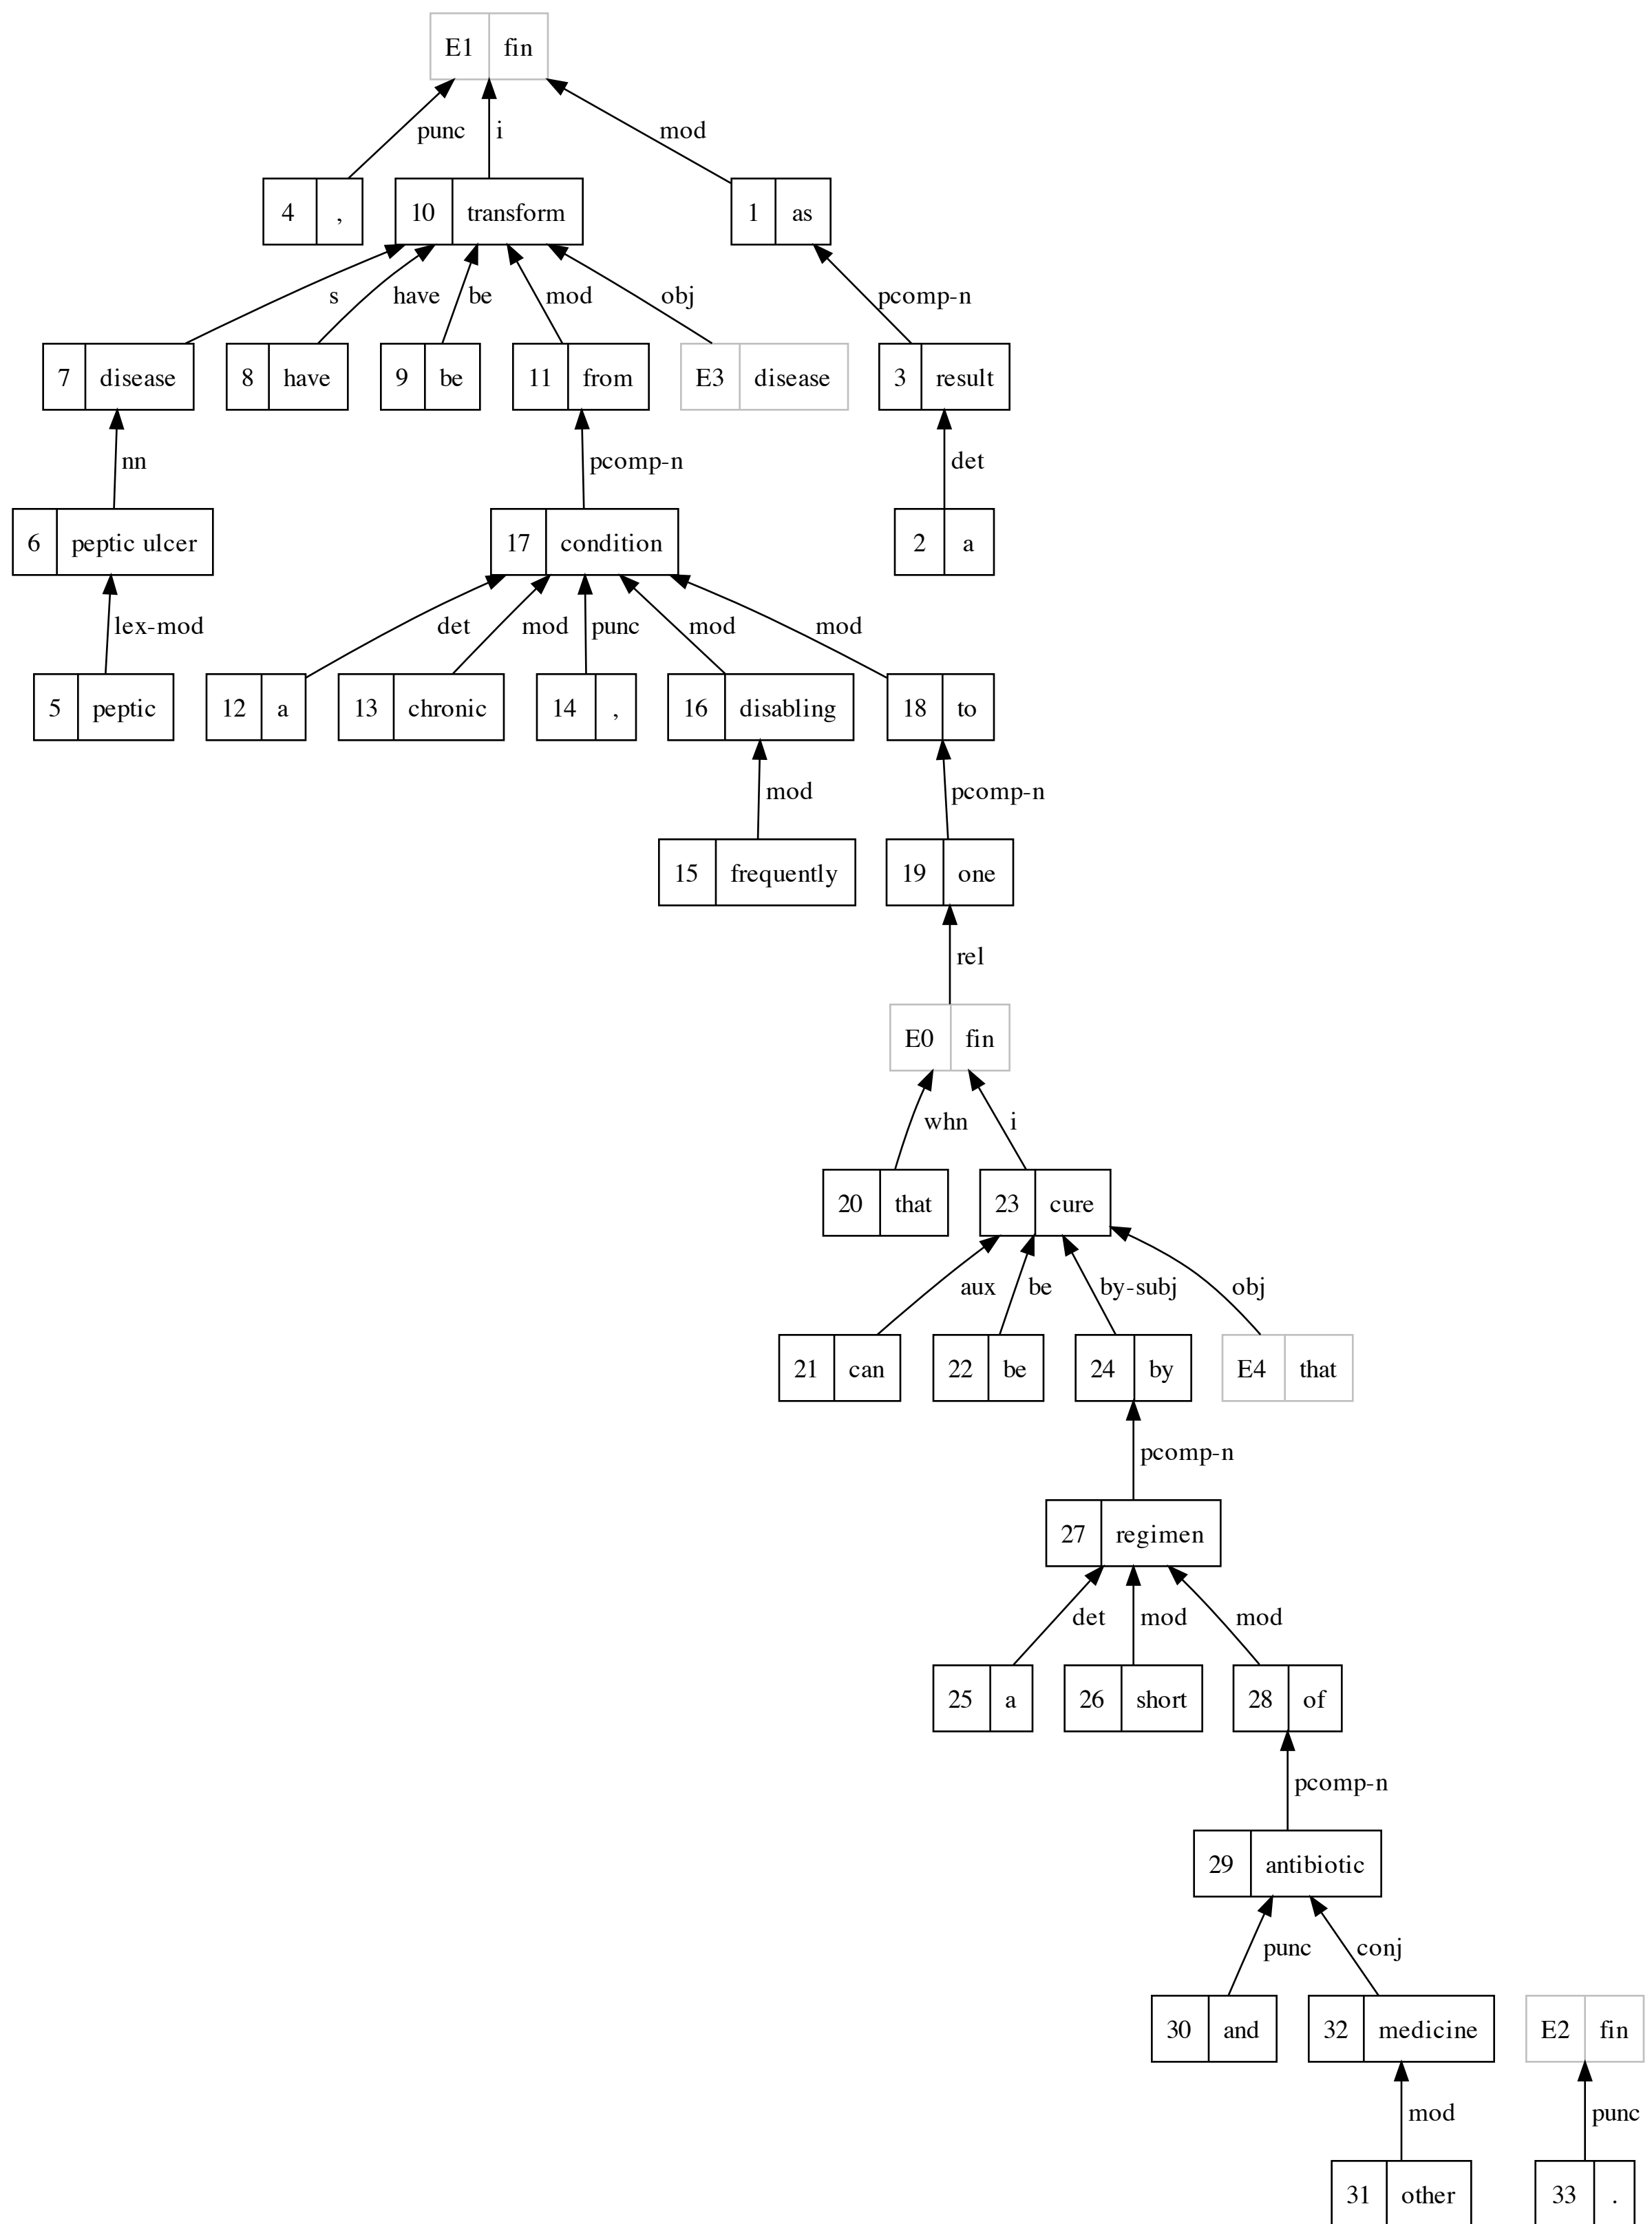 E1 fin
punc i mod
4 , 10 transform 1 as
s have be mod obj pcomp-n
7 disease 8 have 9 be 11 from E3 disease 3 result
nn pcomp-n det
6 peptic ulcer 17 condition 2 a
lex-mod det mod punc mod mod
5 peptic 12 a 13 chronic 14 , 16 disabling 18 to
mod pcomp-n
15 frequently 19 one
rel
E0 fin
whn i
20 that 23 cure
aux be by-subj obj
21 can 22 be 24 by E4 that
pcomp-n
27 regimen
det mod mod
25 a 26 short 28 of
pcomp-n
29 antibiotic
punc conj
30 and 32 medicine E2 fin
mod punc
31 other 33 .